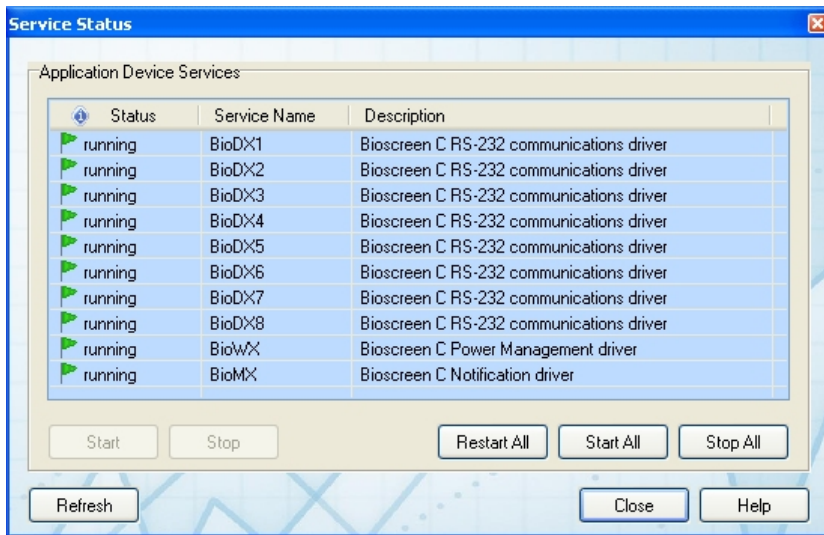 Service Status
Application Device Services
Status Service Name Description
running BioDX1 Bioscreen C RS-232 communications driver
running BioDX2 Bioscreen C RS-232 communications driver
running BioDX3 Bioscreen C RS-232 communications driver
running BioDX4 Bioscreen C RS-232 communications driver
running BioDX5 Bioscreen C RS-232 communications driver
running BioDX6 Bioscreen C RS-232 communications driver
running BioDX7 Bioscreen C RS-232 communications driver
running BioDX8 Bioscreen C RS-232 communications driver
running BioWX Bioscreen C Power Management driver
running BioMX Bioscreen C Notification driver
Start Stop Restart All Start All Stop All
Refresh Close Help